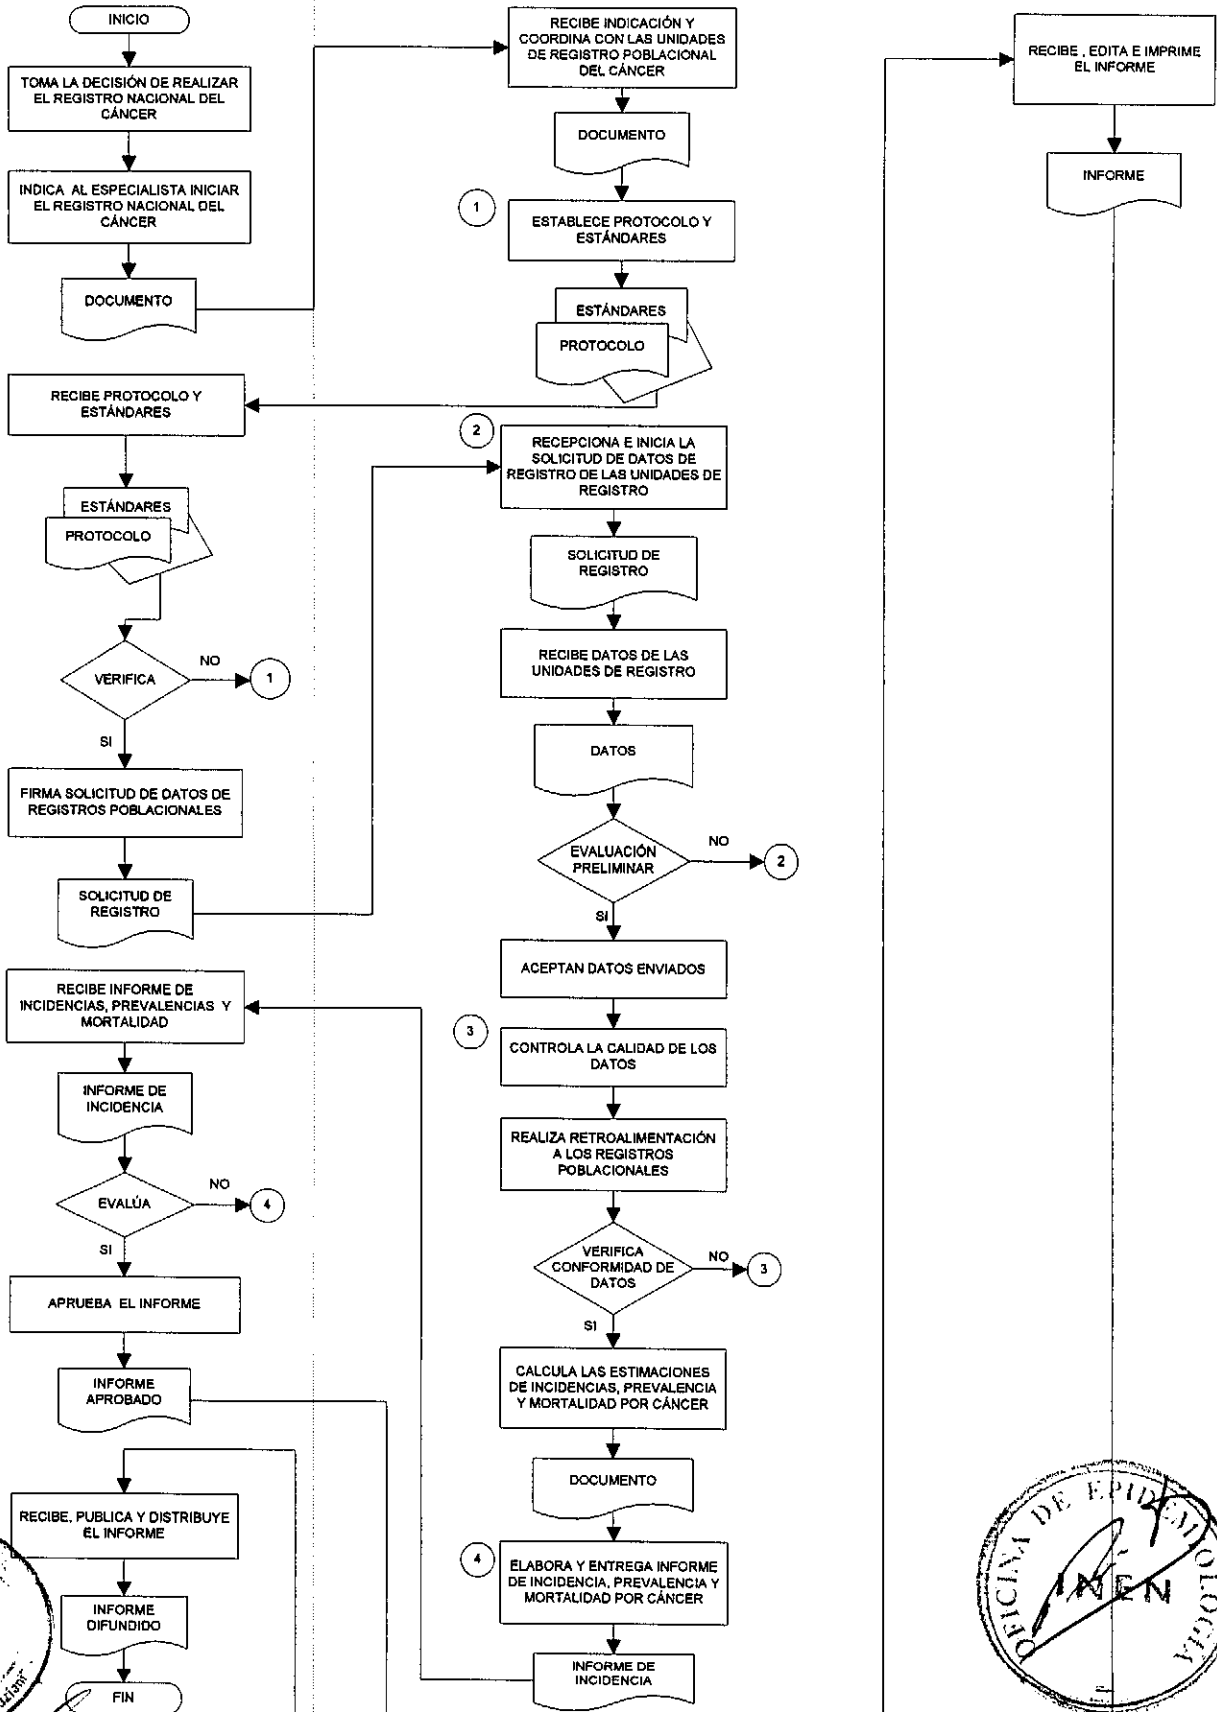 INICIO
TOMA LA DECISIÓN DE REALIZAR
EL REGISTRO NACIONAL DEL
CÁNCER
INDICA AL ESPECIALISTA INICIAR
EL REGISTRO NACIONAL DEL
CÁNCER
DOCUMENTO
RECIBE INDICACIÓN Y
COORDINA CON LAS UNIDADES
DE REGISTRO POBLACIONAL
DEL CÁNCER
DOCUMENTO
1
ESTABLECE PROTOCOLO Y
ESTÁNDARES
ESTÁNDARES
PROTOCOLO
RECIBE PROTOCOLO Y
ESTÁNDARES
ESTÁNDARES
PROTOCOLO
VERIFICA
NO
1
SI
FIRMA SOLICITUD DE DATOS DE
REGISTROS POBLACIONALES
SOLICITUD DE
REGISTRO
2
RECEPCIONA E INICIA LA
SOLICITUD DE DATOS DE
REGISTRO DE LAS UNIDADES DE
REGISTRO
SOLICITUD DE
REGISTRO
RECIBE DATOS DE LAS
UNIDADES DE REGISTRO
DATOS
EVALUACIÓN
PRELIMINAR
NO
2
SI
ACEPTAN DATOS ENVIADOS
3
CONTROLA LA CALIDAD DE LOS
DATOS
REALIZA RETROALIMENTACIÓN
A LOS REGISTROS
POBLACIONALES
VERIFICA
CONFORMIDAD DE
DATOS
NO
3
SI
CALCULA LAS ESTIMACIONES
DE INCIDENCIAS, PREVALENCIA
Y MORTALIDAD POR CÁNCER
DOCUMENTO
4
ELABORA Y ENTREGA INFORME
DE INCIDENCIA, PREVALENCIA Y
MORTALIDAD POR CÁNCER
INFORME DE
INCIDENCIA
RECIBE INFORME DE
INCIDENCIAS, PREVALENCIAS Y
MORTALIDAD
INFORME DE
INCIDENCIA
EVALÚA
NO
4
SI
APRUEBA EL INFORME
INFORME
APROBADO
RECIBE , EDITA E IMPRIME
EL INFORME
INFORME
RECIBE, PUBLICA Y DISTRIBUYE
EL INFORME
INFORME
DIFUNDIDO
FIN
OFICINA DE EPIDEMIOLOGÍA
INEN